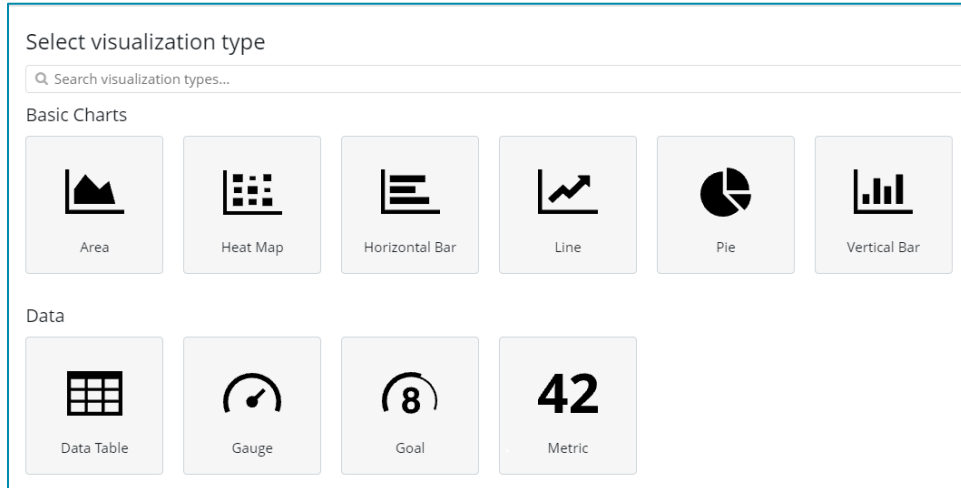 Select visualization type
Search visualization types...
Basic Charts
Area
Heat Map
Horizontal Bar
Line
Pie
Vertical Bar
Data
8
42
Data Table
Gauge
Goal
Metric